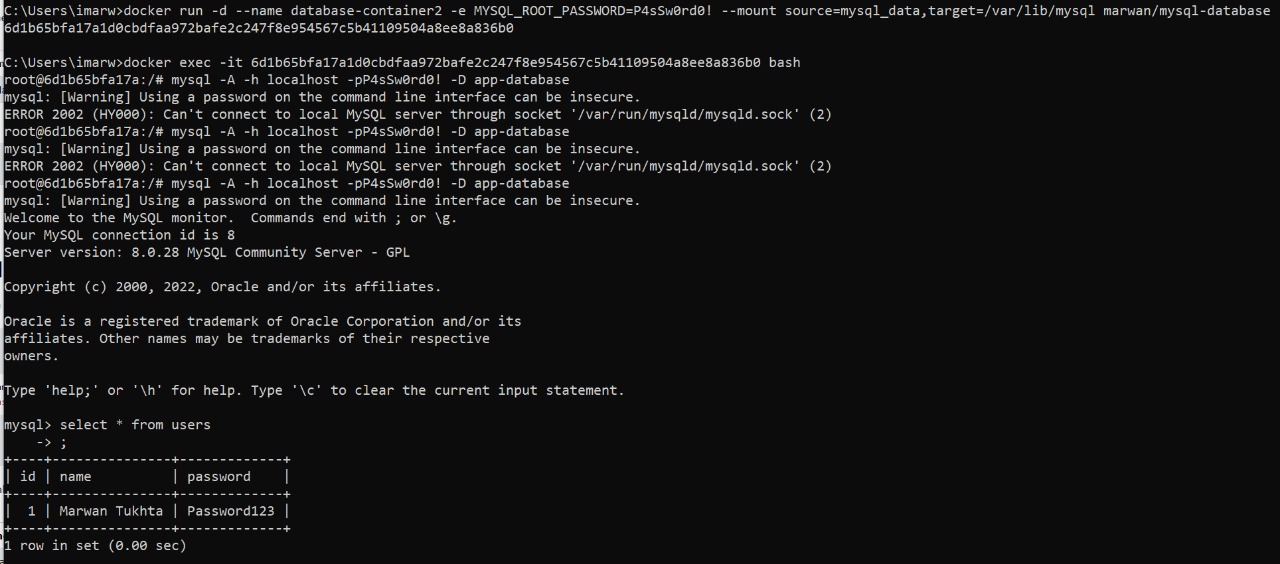 C:\Users\imarw>docker run -d --name database-container2 -e MYSQL_ROOT_PASSWORD=P4sSw0rd0! --mount source=mysql_data,target=/var/lib/mysql marwan/mysql-database
6d1b65bfa17a1d0cbdfaa972bafe2c247f8e954567c5b41109504a8ee8a836b0
C:\Users\imarw>docker exec -it 6d1b65bfa17a1d0cbdfaa972bafe2c247f8e954567c5b41109504a8ee8a836b0 bash
root@6d1b65bfa17a:/# mysql -A -h localhost -pP4sSw0rd0! -D app-database
mysql: [Warning] Using a password on the command line interface can be insecure.
ERROR 2002 (HY000): Can't connect to local MySQL server through socket '/var/run/mysqld/mysqld.sock' (2)
root@6d1b65bfa17a:/# mysql -A -h localhost -pP4sSw0rd0! -D app-database
mysql: [Warning] Using a password on the command line interface can be insecure.
ERROR 2002 (HY000): Can't connect to local MySQL server through socket '/var/run/mysqld/mysqld.sock' (2)
root@6d1b65bfa17a:/# mysql -A -h localhost -pP4sSw0rd0! -D app-database
mysql: [Warning] Using a password on the command line interface can be insecure.
Welcome to the MySQL monitor.  Commands end with ; or \g.
Your MySQL connection id is 8
Server version: 8.0.28 MySQL Community Server - GPL
Copyright (c) 2000, 2022, Oracle and/or its affiliates.
Oracle is a registered trademark of Oracle Corporation and/or its
affiliates. Other names may be trademarks of their respective
owners.
Type 'help;' or '\h' for help. Type '\c' to clear the current input statement.
mysql> select * from users
    -> ;
+----+---------------+-------------+
| id | name          | password    |
+----+---------------+-------------+
|  1 | Marwan Tukhta | Password123 |
+----+---------------+-------------+
1 row in set (0.00 sec)